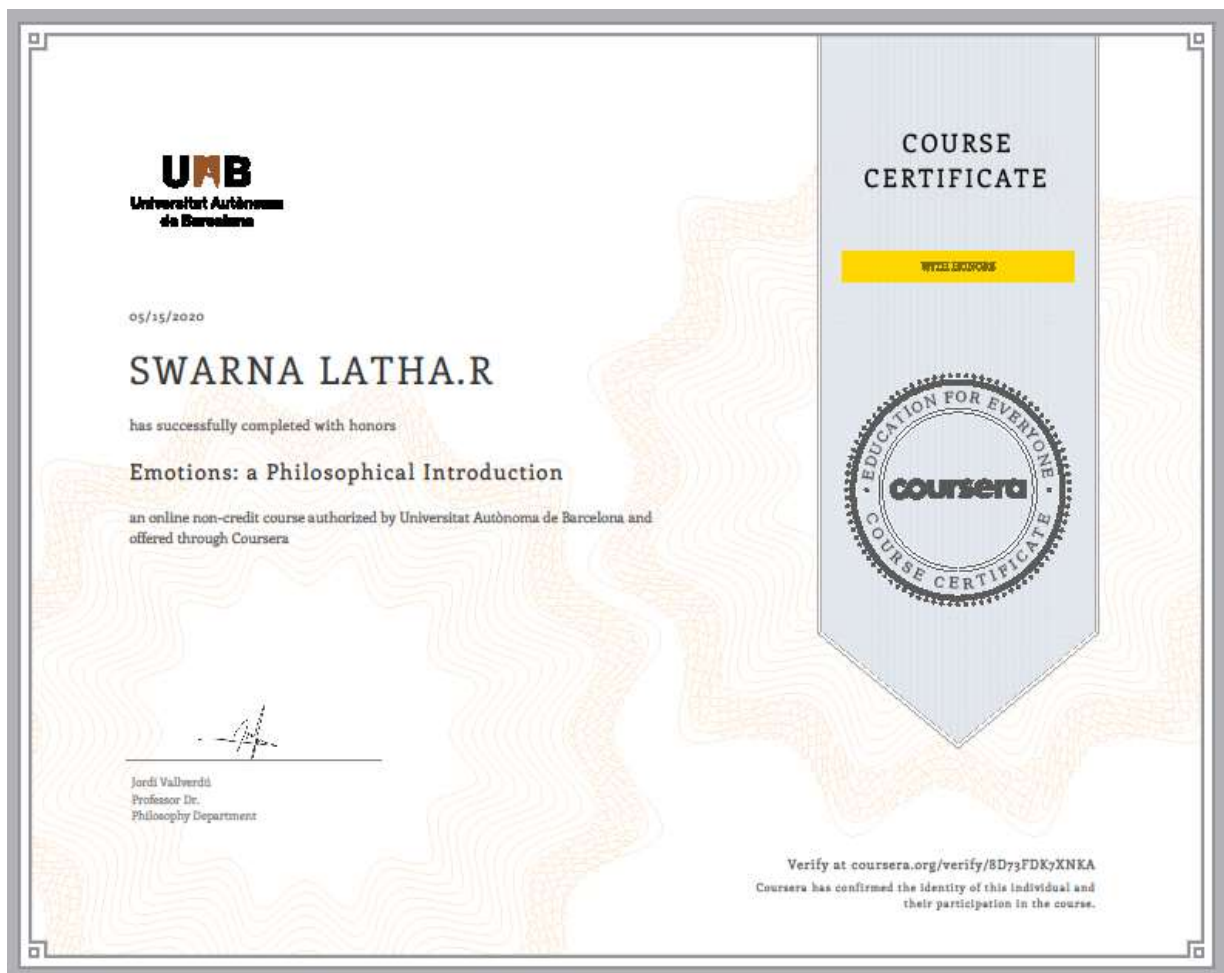 UAB
Universitat Autònoma
de Barcelona
05/15/2020
SWARNA LATHA.R
has successfully completed with honors
Emotions: a Philosophical Introduction
an online non-credit course authorized by Universitat Autònoma de Barcelona and
offered through Coursera
Jordi Vallverdú
Professor Dr.
Philosophy Department
COURSE
CERTIFICATE
WITH HONORS
EDUCATION FOR EVERYONE
coursera
COURSE CERTIFICATE
Verify at coursera.org/verify/8D73FDK7XNKA
Coursera has confirmed the identity of this individual and
their participation in the course.